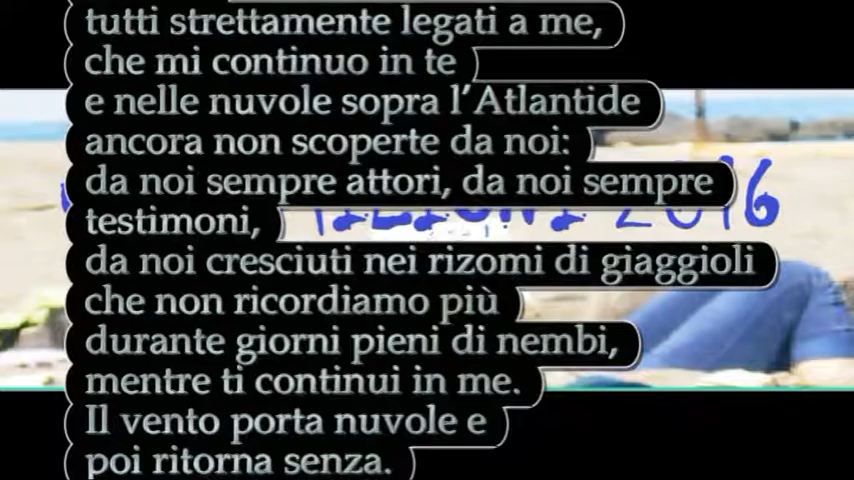 tutti strettamente legati a me,
che mi continuo in te
e nelle nuvole sopra l'Atlantide
ancora non scoperte da noi:
da noi sempre attori, da noi sempre
testimoni,
2016
da noi cresciuti nei rizomi di giaggioli
che non ricordiamo più
durante giorni pieni di nembi,
mentre ti continui in me.
Il vento porta nuvole e
poi ritorna senza.